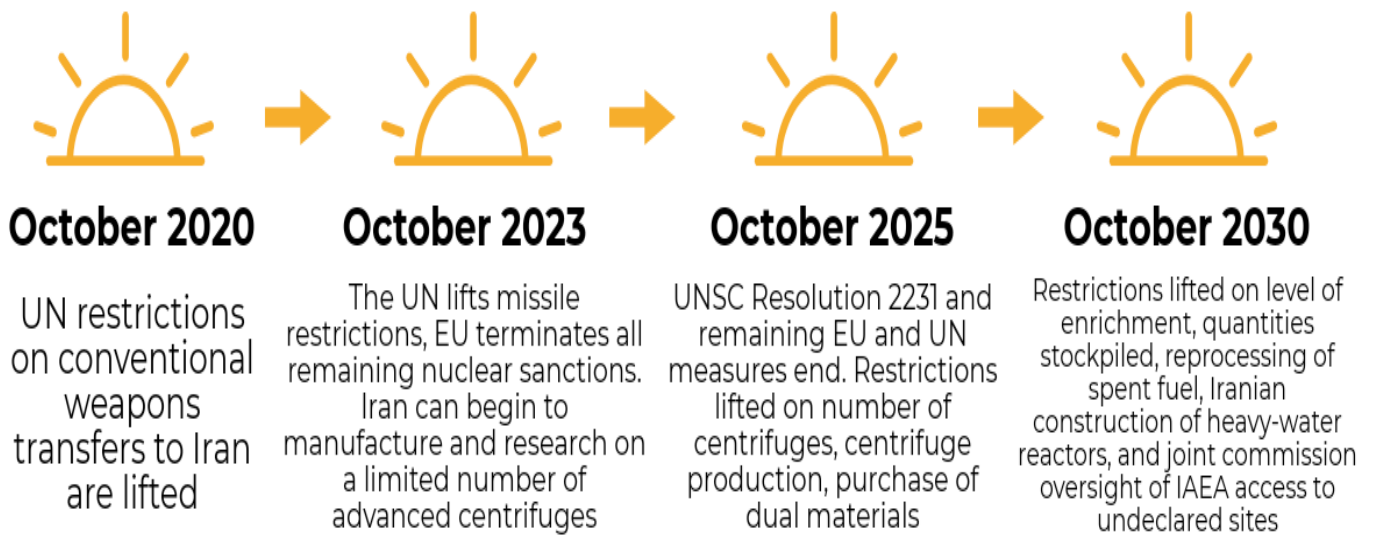 October 2020
UN restrictions
on conventional
weapons
transfers to Iran
are lifted
October 2023
The UN lifts missile
restrictions, EU terminates all
remaining nuclear sanctions.
Iran can begin to
manufacture and research on
a limited number of
advanced centrifuges
October 2025
UNSC Resolution 2231 and
remaining EU and UN
measures end. Restrictions
lifted on number of
centrifuges, centrifuge
production, purchase of
dual materials
October 2030
Restrictions lifted on level of
enrichment, quantities
stockpiled, reprocessing of
spent fuel, Iranian
construction of heavy-water
reactors, and joint commission
oversight of IAEA access to
undeclared sites